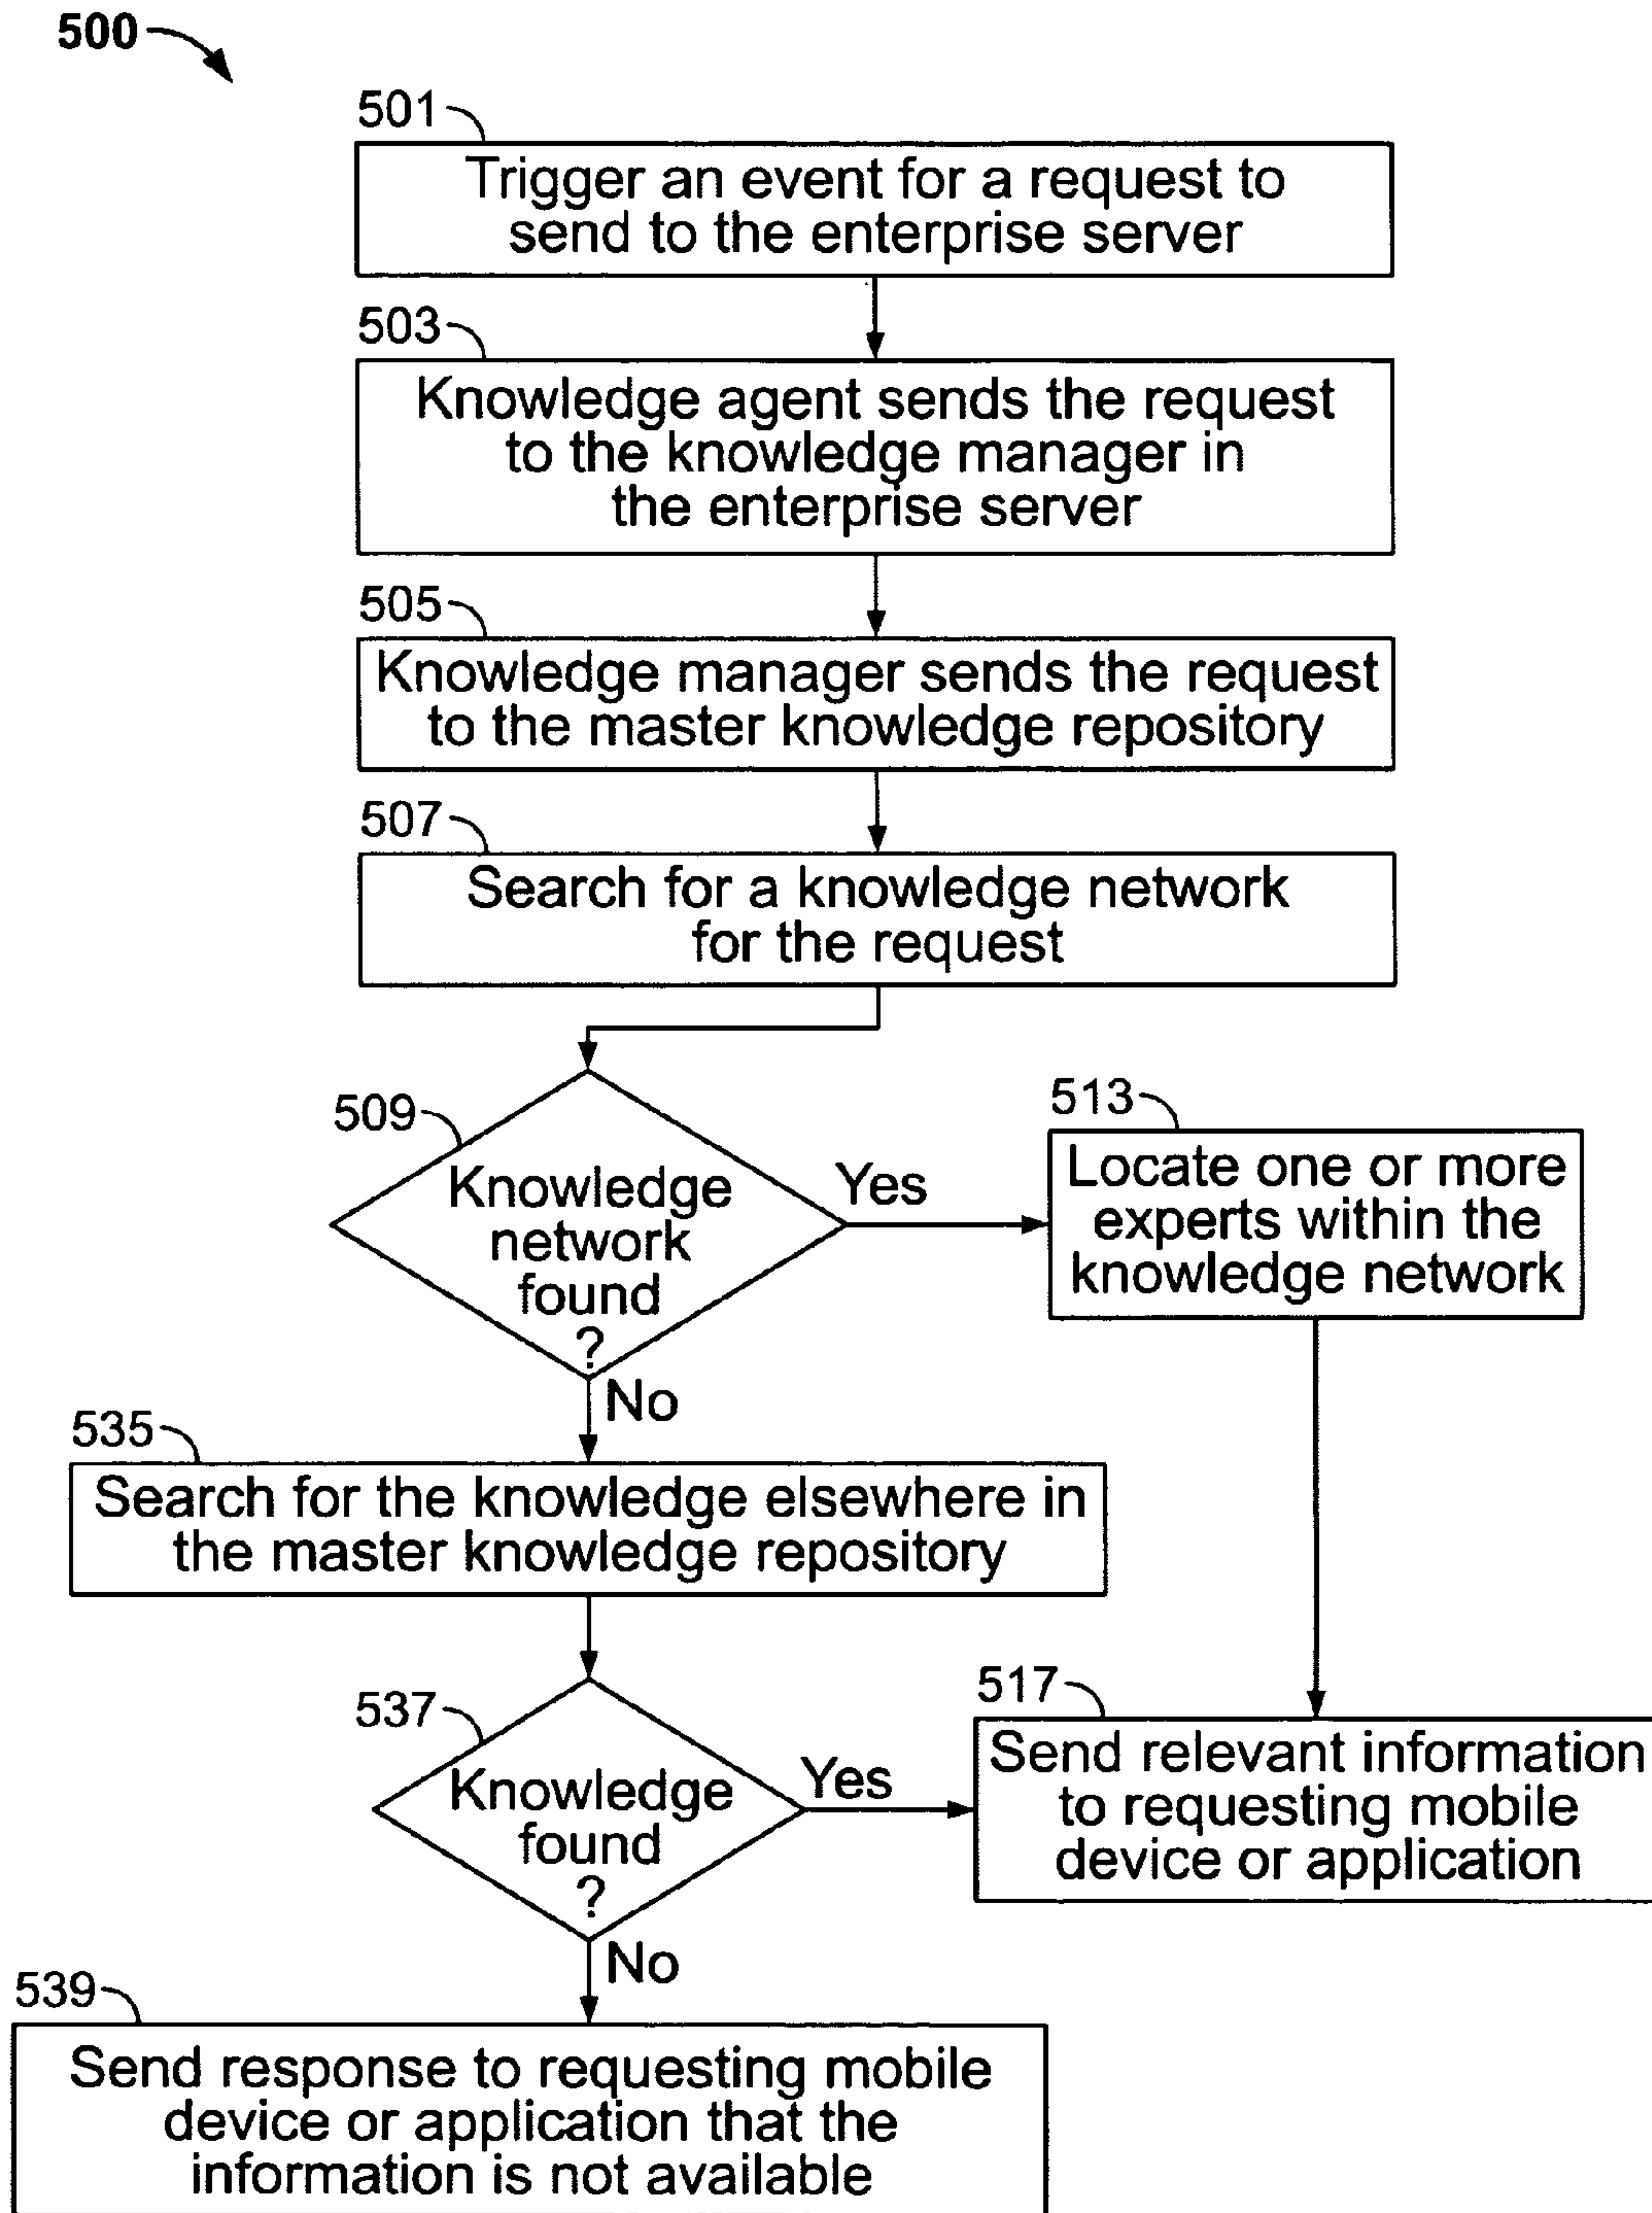 500
501
Trigger an event for a request to
send to the enterprise server
503
Knowledge agent sends the request
to the knowledge manager in
the enterprise server
505
Knowledge manager sends the request
to the master knowledge repository
507
Search for a knowledge network
for the request
509
Knowledge
network
found
?
Yes
513
Locate one or more
experts within the
knowledge network
No
535
Search for the knowledge elsewhere in
the master knowledge repository
537
Knowledge
found
?
Yes
517
Send relevant information
to requesting mobile
device or application
No
539
Send response to requesting mobile
device or application that the
information is not available